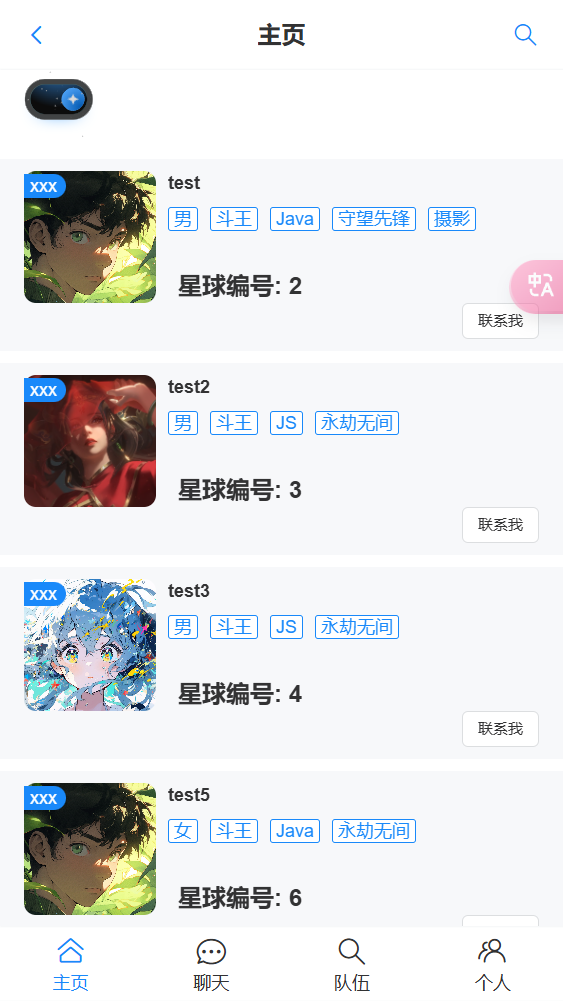 主页
XXX
test
男 斗王 Java 守望先锋 摄影
星球编号: 2
中A
联系我
XXX
test2
男 斗王 JS 永劫无间
星球编号: 3
联系我
XXX
test3
男 斗王 JS 永劫无间
星球编号: 4
联系我
XXX
test5
女 斗王 Java 永劫无间
星球编号: 6
主页 聊天 队伍 个人